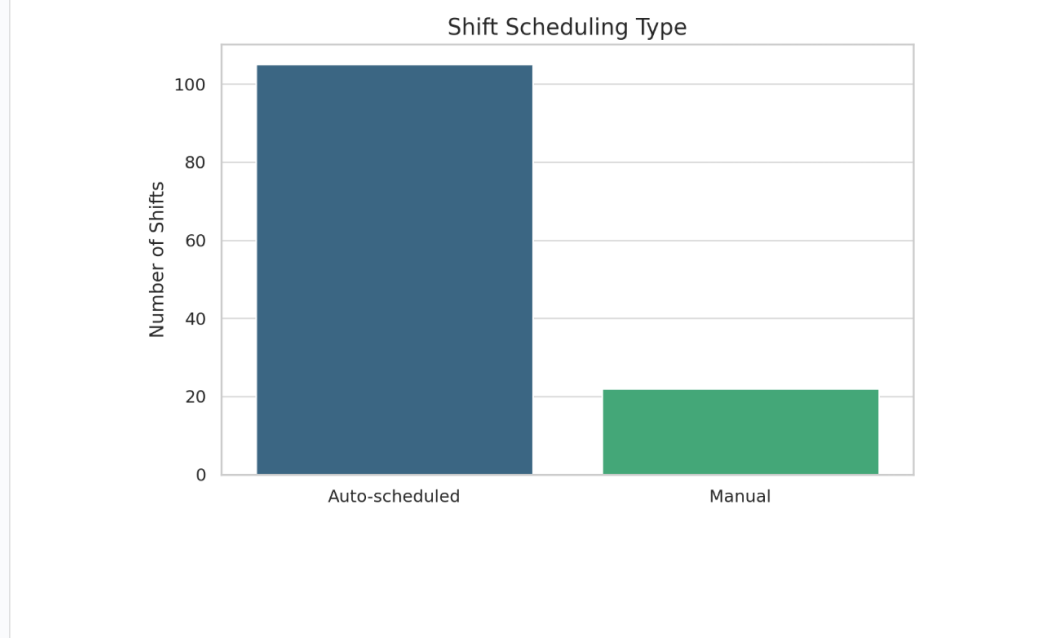 Shift Scheduling Type
Number of Shifts
100
80
60
40
20
0
Auto-scheduled
Manual